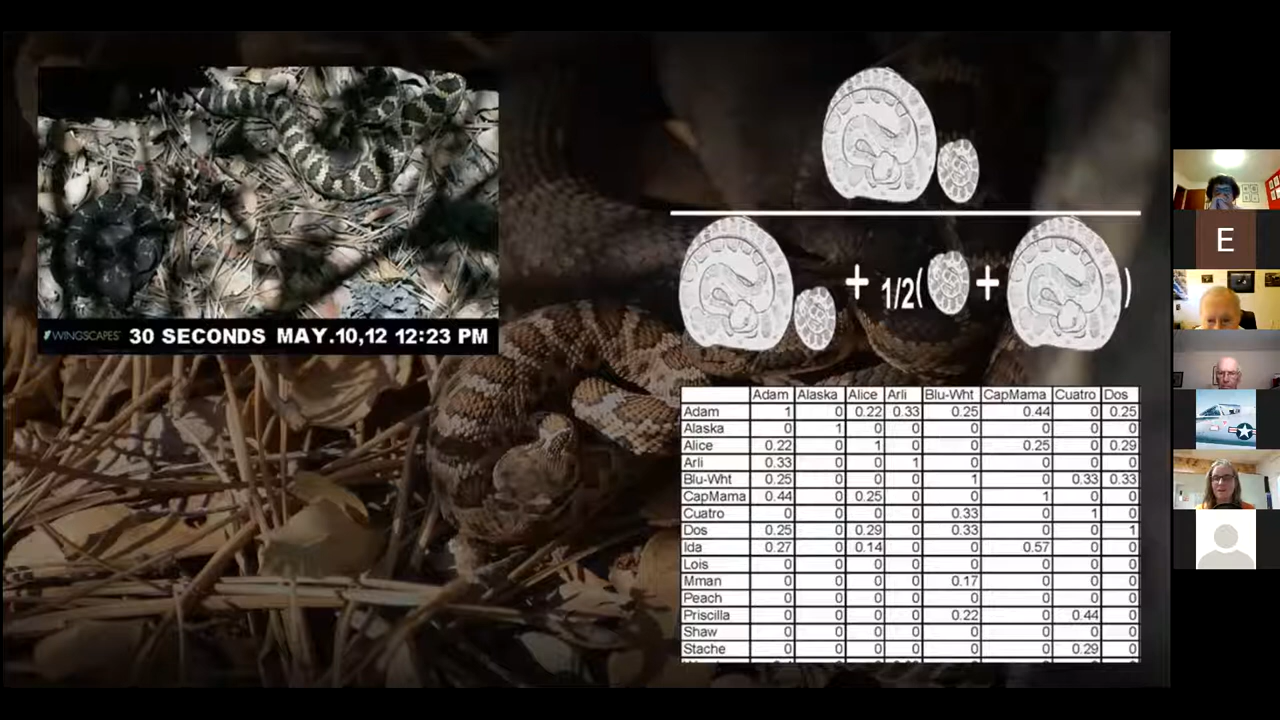 WINGSCAPES 30 SECONDS MAY.10,12 12:23 PM
+ 1/2( + )
Adam Alaska Alice Arli Blu-Wht CapMama Cuatro Dos
Adam 1 0 0.22 0.33 0.25 0.44 0 0.25
Alaska 0 1 0 0 0 0 0 0
Alice 0.22 0 1 0 0 0.25 0 0.29
Arli 0.33 0 0 1 0 0 0 0
Blu-Wht 0.25 0 0 0 1 0 0.33 0.33
CapMama 0.44 0 0.25 0 0 1 0 0
Cuatro 0 0 0 0 0.33 0 1 0
Dos 0.25 0 0.29 0 0.33 0 0 1
Ida 0.27 0 0.14 0 0 0.57 0 0
Lois 0 0 0 0 0 0 0 0
Mman 0 0 0 0 0.17 0 0 0
Peach 0 0 0 0 0 0 0 0
Priscilla 0 0 0 0 0.22 0 0.44 0
Shaw 0 0 0 0 0 0 0 0
Stache 0 0 0 0 0 0 0.29 0
E